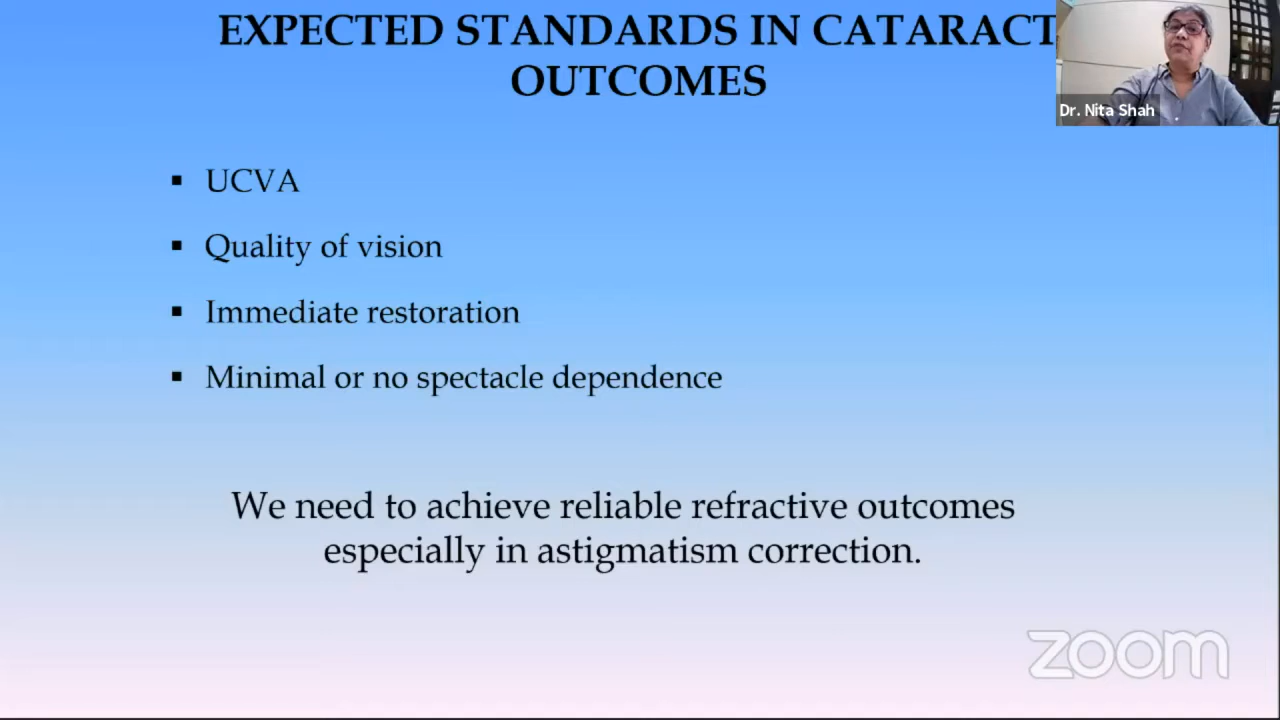 EXPECTED STANDARDS IN CATARACT
OUTCOMES
Dr. Nita Shah
▪ UCVA
▪ Quality of vision
▪ Immediate restoration
▪ Minimal or no spectacle dependence
We need to achieve reliable refractive outcomes
especially in astigmatism correction.
zoom